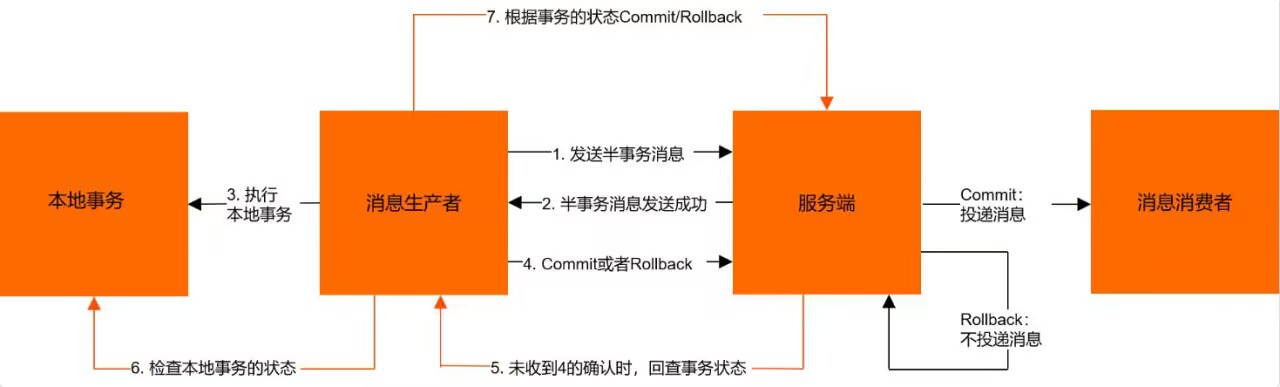 7. 根据事务的状态Commit/Rollback
本地事务
3. 执行
本地事务
消息生产者
1. 发送半事务消息
2. 半事务消息发送成功
4. Commit或者Rollback
服务端
Commit：
投递消息
消息消费者
Rollback：
不投递消息
6. 检查本地事务的状态
5. 未收到4的确认时，回查事务状态